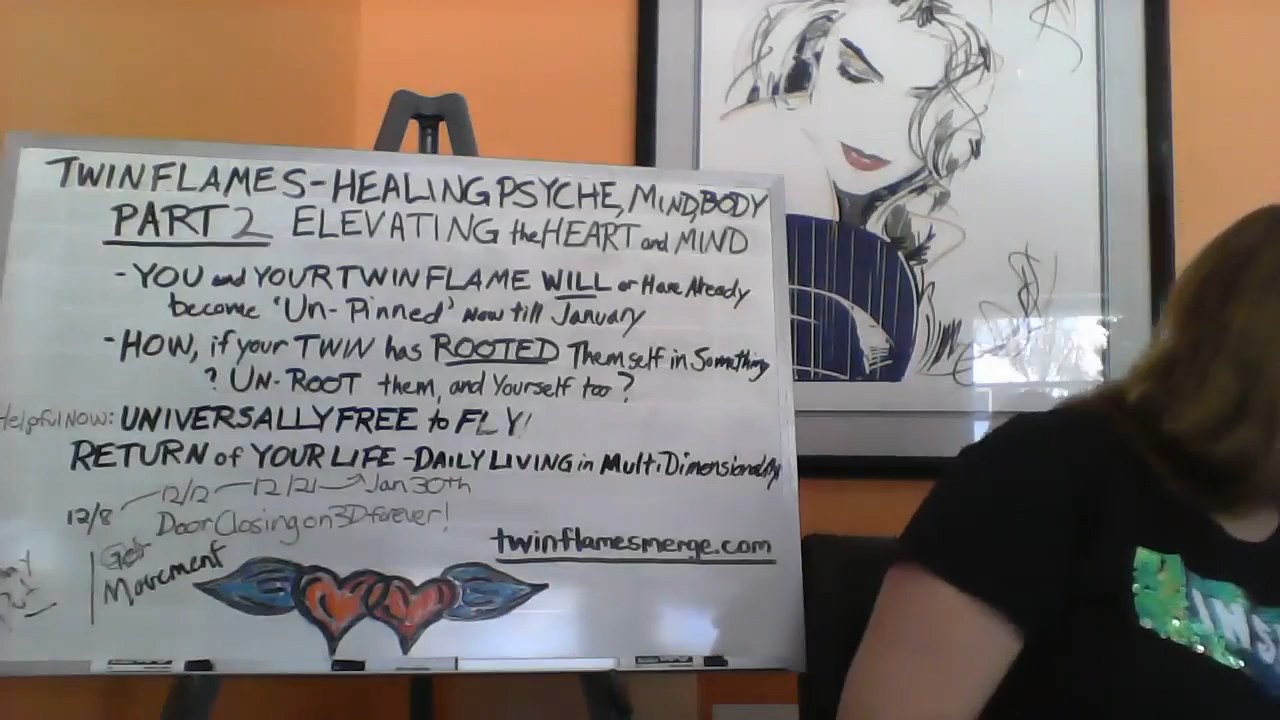 TWIN FLAMES-HEALING PSYCHE, MIND, BODY
PART 2 ELEVATING the HEART and MIND
- YOU and YOUR TWIN FLAME WILL or Have Already
become 'Un-Pinned' Now till January
- HOW, if your TWIN has ROOTED Themself in Something
? UN-ROOT them, and Yourself too?
Helpful Now: UNIVERSALLY FREE to FLY!
RETURN of YOUR LIFE - DAILY LIVING in MultiDimensionality
12/8 12/12 12/21 Jan 30th
Door Closing on 3D forever!
Get
Movement
twinflamesmerge.com